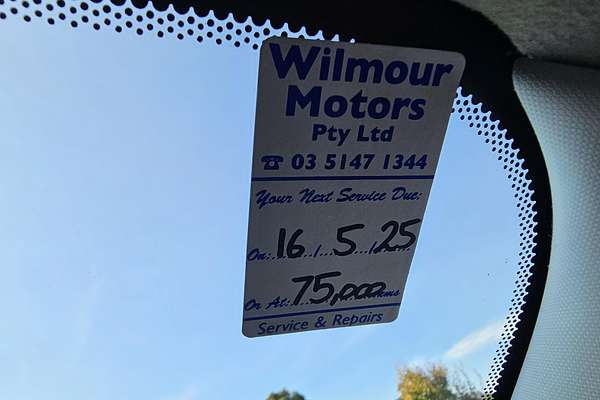 Wilmour
Motors
Pty Ltd
☎ 03 5147 1344
Your Next Service Due:
On: 16 / 5 / 25
Or At: 75,000 kms
Service & Repairs